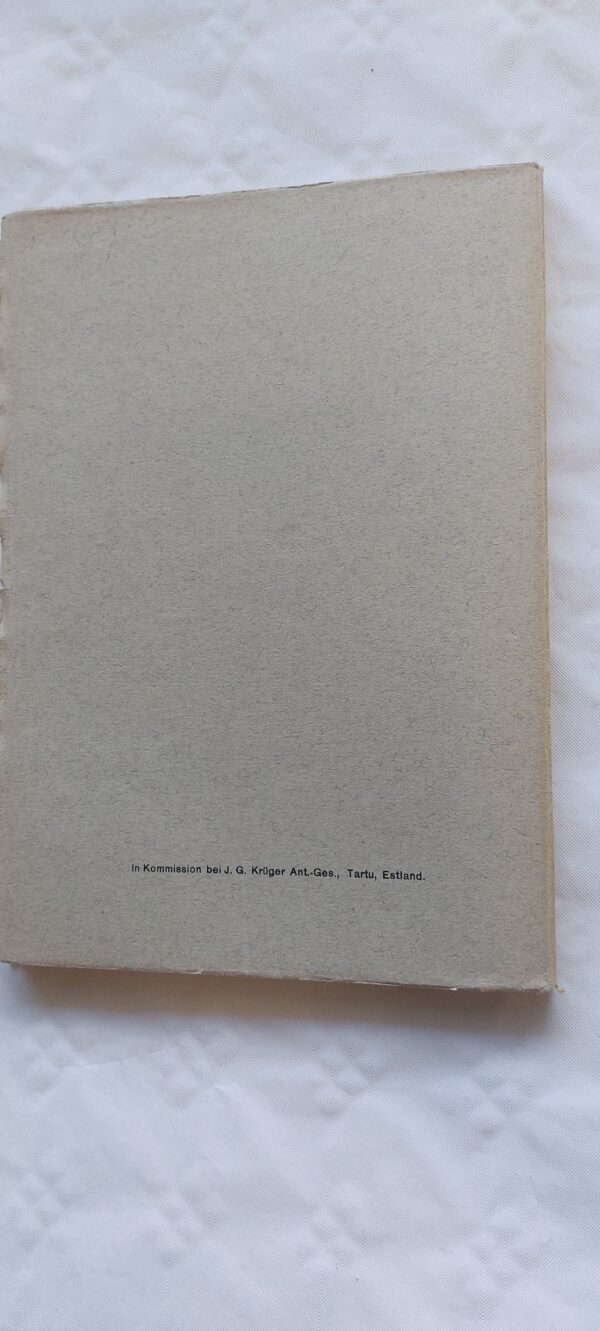 In Kommission bei J. G. Krüger Ant.-Ges., Tartu, Estland.